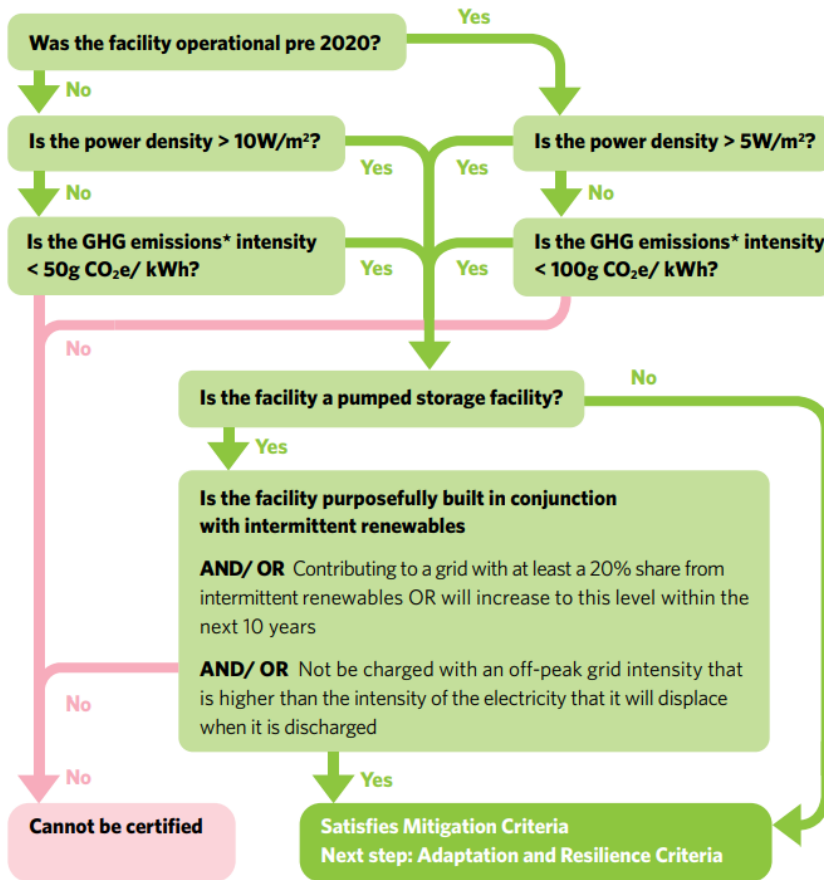 Was the facility operational pre 2020?
Yes
No
Is the power density > 10W/m²?
Yes
Yes
Is the power density > 5W/m²?
No
No
Is the GHG emissions* intensity
< 50g CO₂e/ kWh?
Yes
Yes
Is the GHG emissions* intensity
< 100g CO₂e/ kWh?
No
Is the facility a pumped storage facility?
No
Yes
Is the facility purposefully built in conjunction
with intermittent renewables
AND/ OR Contributing to a grid with at least a 20% share from
intermittent renewables OR will increase to this level within the
next 10 years
AND/ OR Not be charged with an off-peak grid intensity that
is higher than the intensity of the electricity that it will displace
when it is discharged
No
No
Yes
Cannot be certified
Satisfies Mitigation Criteria
Next step: Adaptation and Resilience Criteria